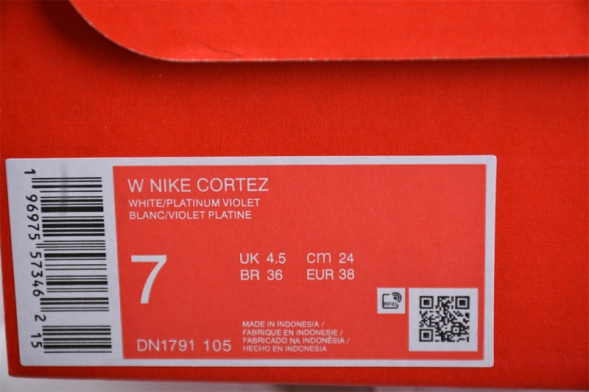 W NIKE CORTEZ
WHITE/PLATINUM VIOLET
BLANC/VIOLET PLATINE
7
UK 4.5 cm 24
BR 36 EUR 38
MADE IN INDONESIA /
FABRIQUE EN INDONESIE /
FABRICADO NA INDONÉSIA /
HECHO EN INDONESIA
DN1791 105
1 96975 57346 2 15
RFID